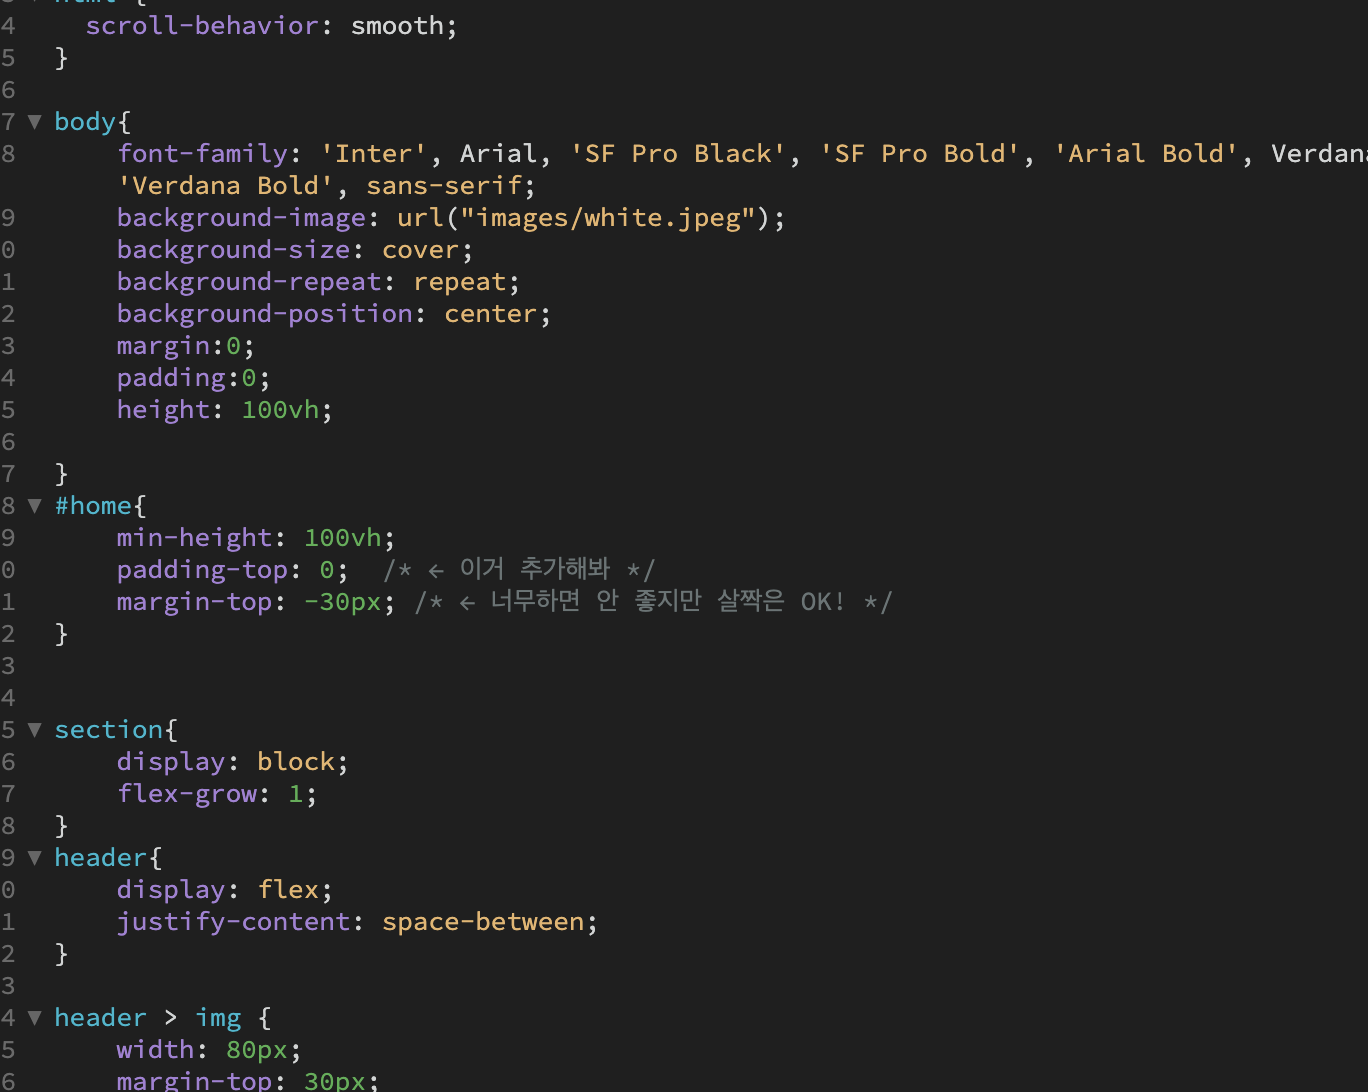 html {
4 scroll-behavior: smooth;
5 }
6
7 ▼ body{
8 font-family: 'Inter', Arial, 'SF Pro Black', 'SF Pro Bold', 'Arial Bold',
'Verdana Bold', sans-serif;
9 background-image: url("images/white.jpeg");
0 background-size: cover;
1 background-repeat: repeat;
2 background-position: center;
3 margin:0;
4 padding:0;
5 height: 100vh;
6
7 }
8 ▼ #home{
9 min-height: 100vh;
0 padding-top: 0; /* ← 이거 추가해봐 */
1 margin-top: -30px; /* ← 너무하면 안 좋지만 살짝은 OK! */
2 }
3
4
5 ▼ section{
6 display: block;
7 flex-grow: 1;
8 }
9 ▼ header{
0 display: flex;
1 justify-content: space-between;
2 }
3
4 ▼ header > img {
5 width: 80px;
6 margin-top: 30px;